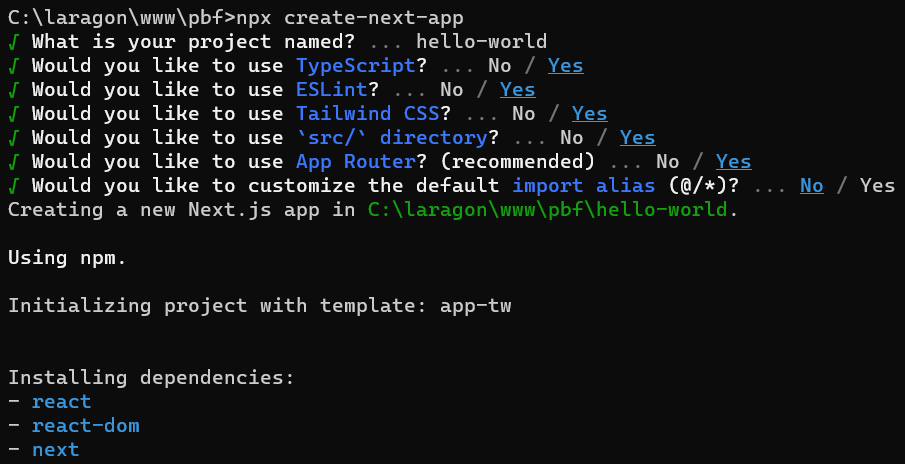 C:\laragon\www\pbf>npx create-next-app
√ What is your project named? ... hello-world
√ Would you like to use TypeScript? ... No / Yes
√ Would you like to use ESLint? ... No / Yes
√ Would you like to use Tailwind CSS? ... No / Yes
√ Would you like to use `src/` directory? ... No / Yes
√ Would you like to use App Router? (recommended) ... No / Yes
√ Would you like to customize the default import alias (@/*)? ... No / Yes
Creating a new Next.js app in C:\laragon\www\pbf\hello-world.
Using npm.
Initializing project with template: app-tw
Installing dependencies:
- react
- react-dom
- next